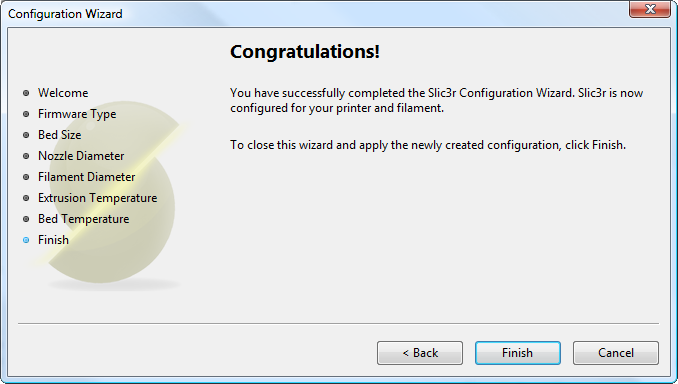 Configuration Wizard
Congratulations!
Welcome
Firmware Type
Bed Size
Nozzle Diameter
Filament Diameter
Extrusion Temperature
Bed Temperature
Finish
You have successfully completed the Slic3r Configuration Wizard. Slic3r is now
configured for your printer and filament.
To close this wizard and apply the newly created configuration, click Finish.
< Back
Finish
Cancel